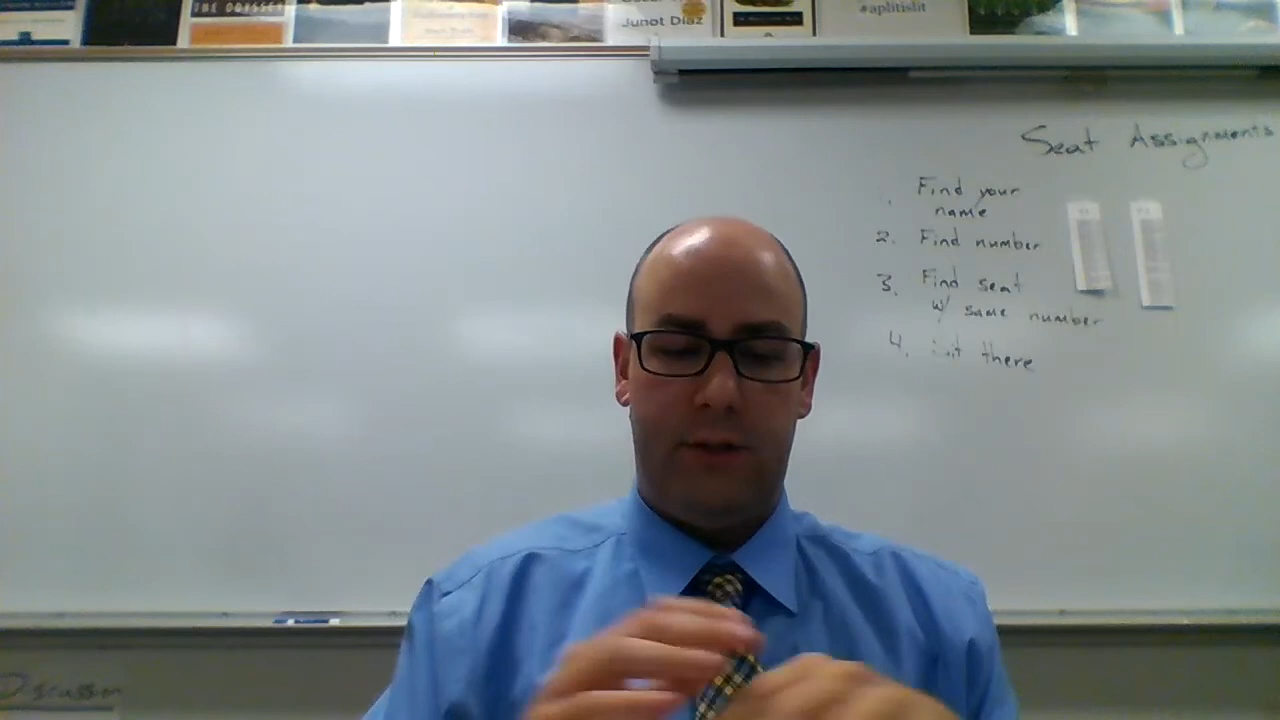 THE ODYSSEY
Junot Díaz
#aplitislit
Seat Assignments
Find your
name
2. Find number
3. Find seat
w/ same number
4. Sit there
Discussion